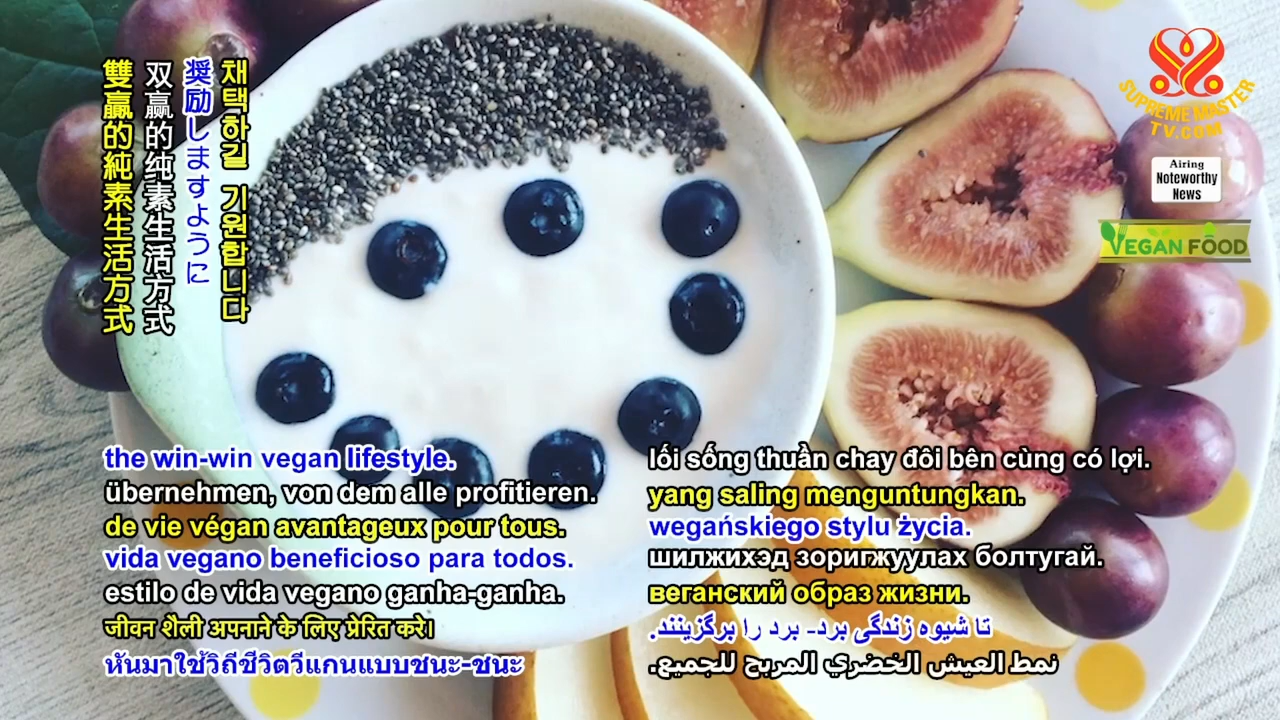 雙贏的純素生活方式
双赢的纯素生活方式
奨励しますように
채택하길 기원합니다
SUPREME MASTER
TV.COM
Airing
Noteworthy
News
VEGAN FOOD
the win-win vegan lifestyle.
übernehmen, von dem alle profitieren.
de vie végan avantageux pour tous.
vida vegano beneficioso para todos.
estilo de vida vegano ganha-ganha.
जीवन शैली अपनाने के लिए प्रेरित करे।
หันมาใช้วิถีชีวิตวีแกนแบบชนะ-ชนะ
lối sống thuần chay đôi bên cùng có lợi.
yang saling menguntungkan.
wegańskiego stylu życia.
шилжихэд зоригжуулах болтугай.
веганский образ жизни.
تا شیوه زندگی برد- برد را برگزینند.
نمط العيش الخضري المربح للجميع.